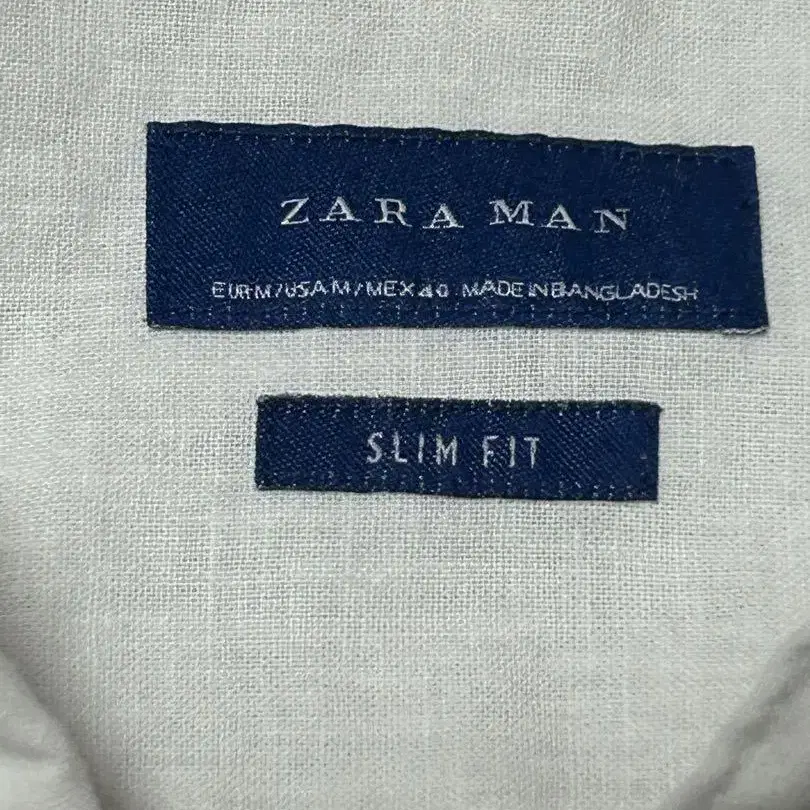 ZARA MAN
EUR M / USA M / MEX 40 MADE IN BANGLADESH
SLIM FIT